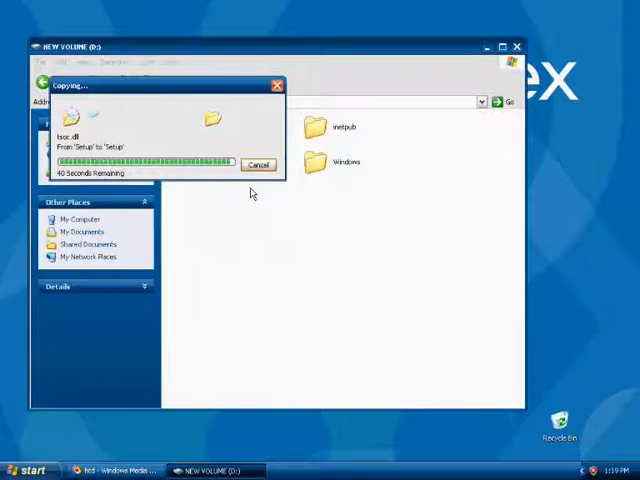 NEW VOLUME (D:)
ex
Copying...
tsoc.dll
From 'Setup' to 'Setup'
Cancel
40 Seconds Remaining
Go
inetpub
Windows
Other Places
My Computer
My Documents
Shared Documents
My Network Places
Details
Recycle Bin
start
hcd - Windows Media ...
NEW VOLUME (D:)
1:19 PM